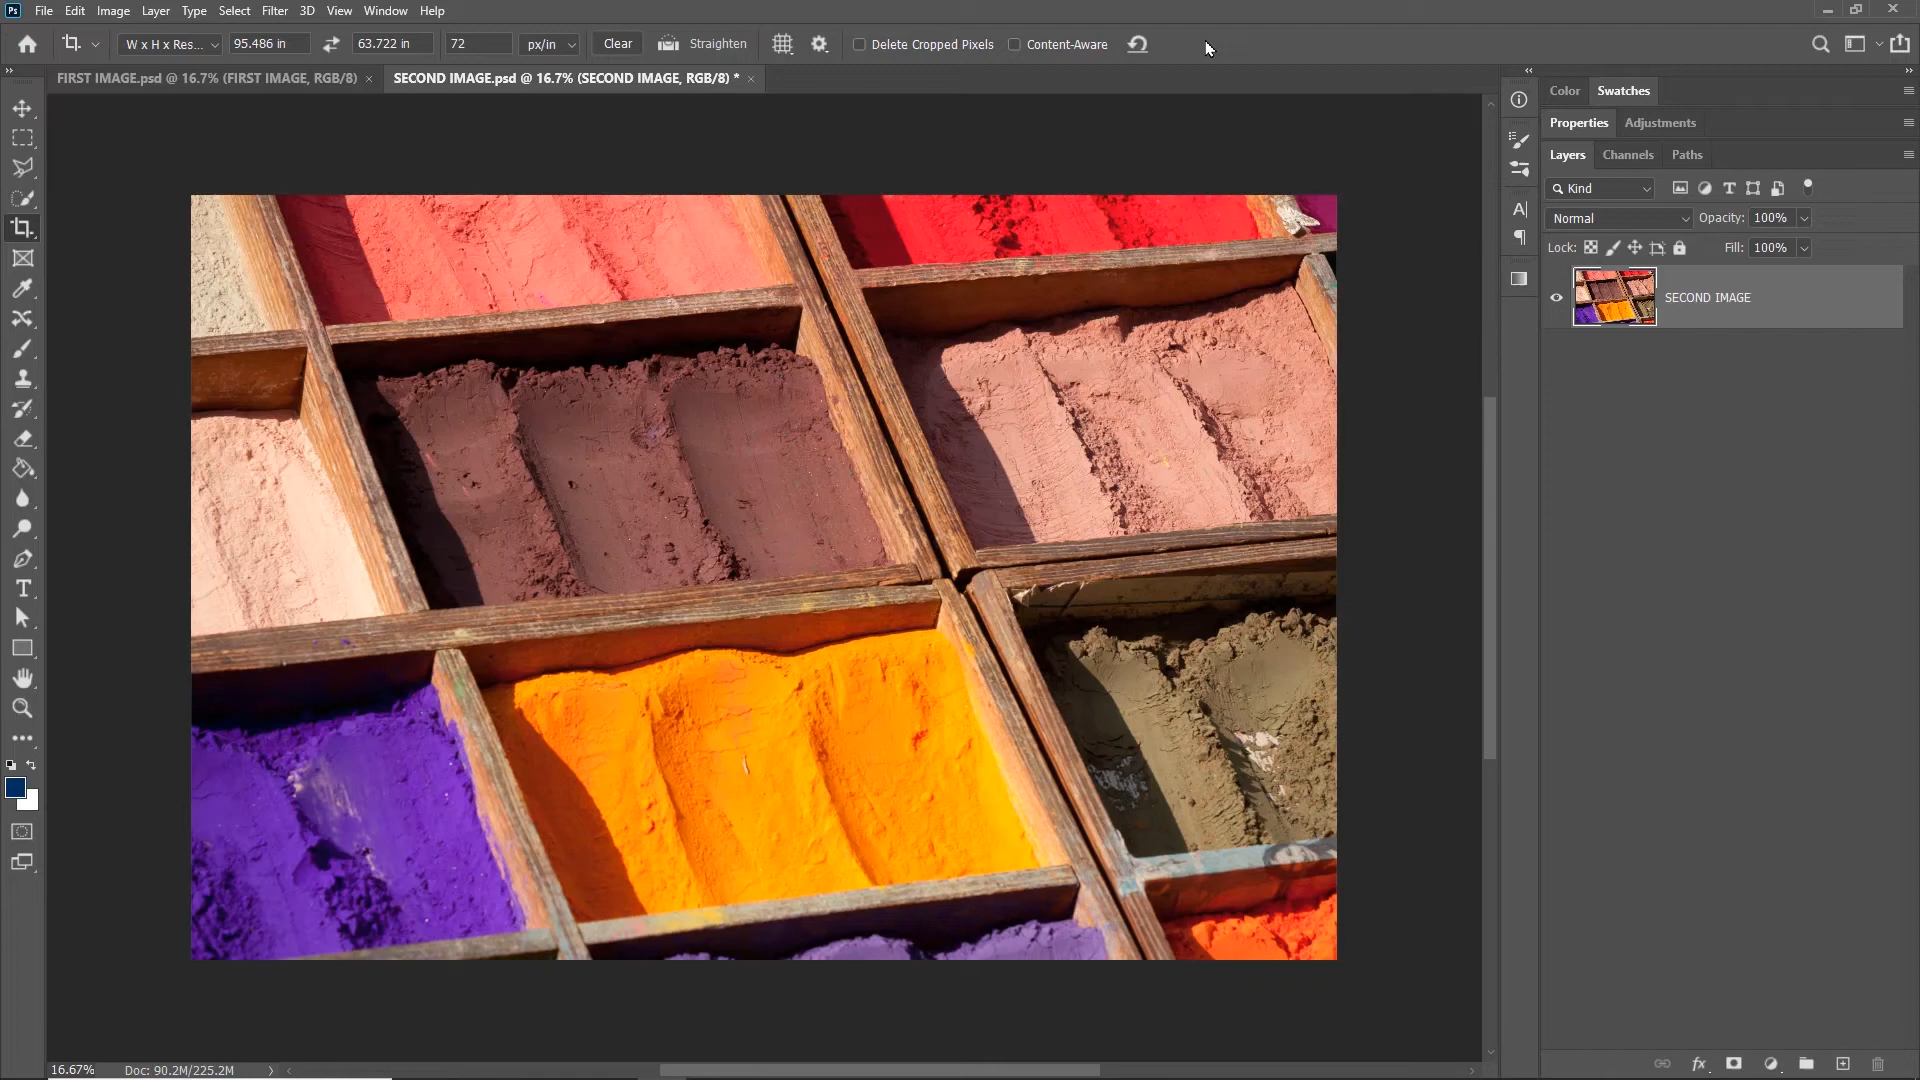 Ps File Edit Image Layer Type Select Filter 3D View Window Help
W x H x Res... 95.486 in 63.722 in 72 px/in Clear Straighten Delete Cropped Pixels Content-Aware
FIRST IMAGE.psd @ 16.7% (FIRST IMAGE, RGB/8) × SECOND IMAGE.psd @ 16.7% (SECOND IMAGE, RGB/8) * ×
Color Swatches
Properties Adjustments
Layers Channels Paths
Kind
Normal Opacity: 100%
Lock: Fill: 100%
SECOND IMAGE
16.67% Doc: 90.2M/225.2M